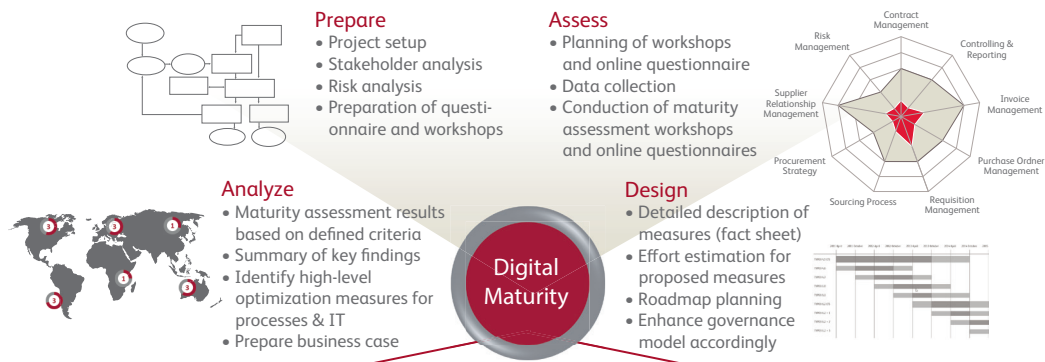 Prepare
• Project setup
• Stakeholder analysis
• Risk analysis
• Preparation of questi-
onnaire and workshops
Assess
• Planning of workshops
and online questionnaire
• Data collection
• Conduction of maturity
assessment workshops
and online questionnaires
Contract
Management
Risk
Management
Controlling &
Reporting
Supplier
Relationship
Management
Invoice
Management
Procurement
Strategy
Purchase Ordner
Management
Sourcing Process
Requisition
Management
Analyze
• Maturity assessment results
based on defined criteria
• Summary of key findings
• Identify high-level
optimization measures for
processes & IT
• Prepare business case
3
3
1
1
3
3
Digital
Maturity
Design
• Detailed description of
measures (fact sheet)
• Effort estimation for
proposed measures
• Roadmap planning
• Enhance governance
model accordingly